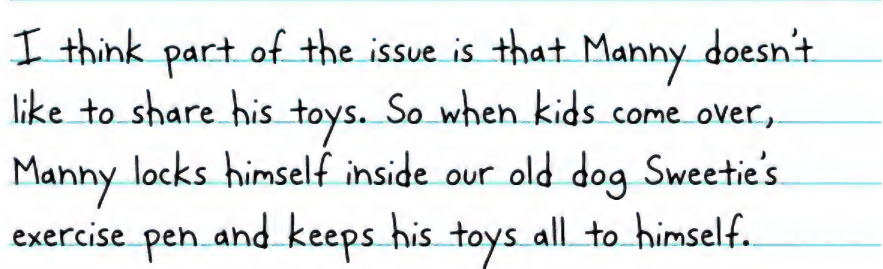 I think part of the issue is that Manny doesn't
like to share his toys. So when kids come over,
Manny locks himself inside our old dog Sweetie's
exercise pen and keeps his toys all to himself.